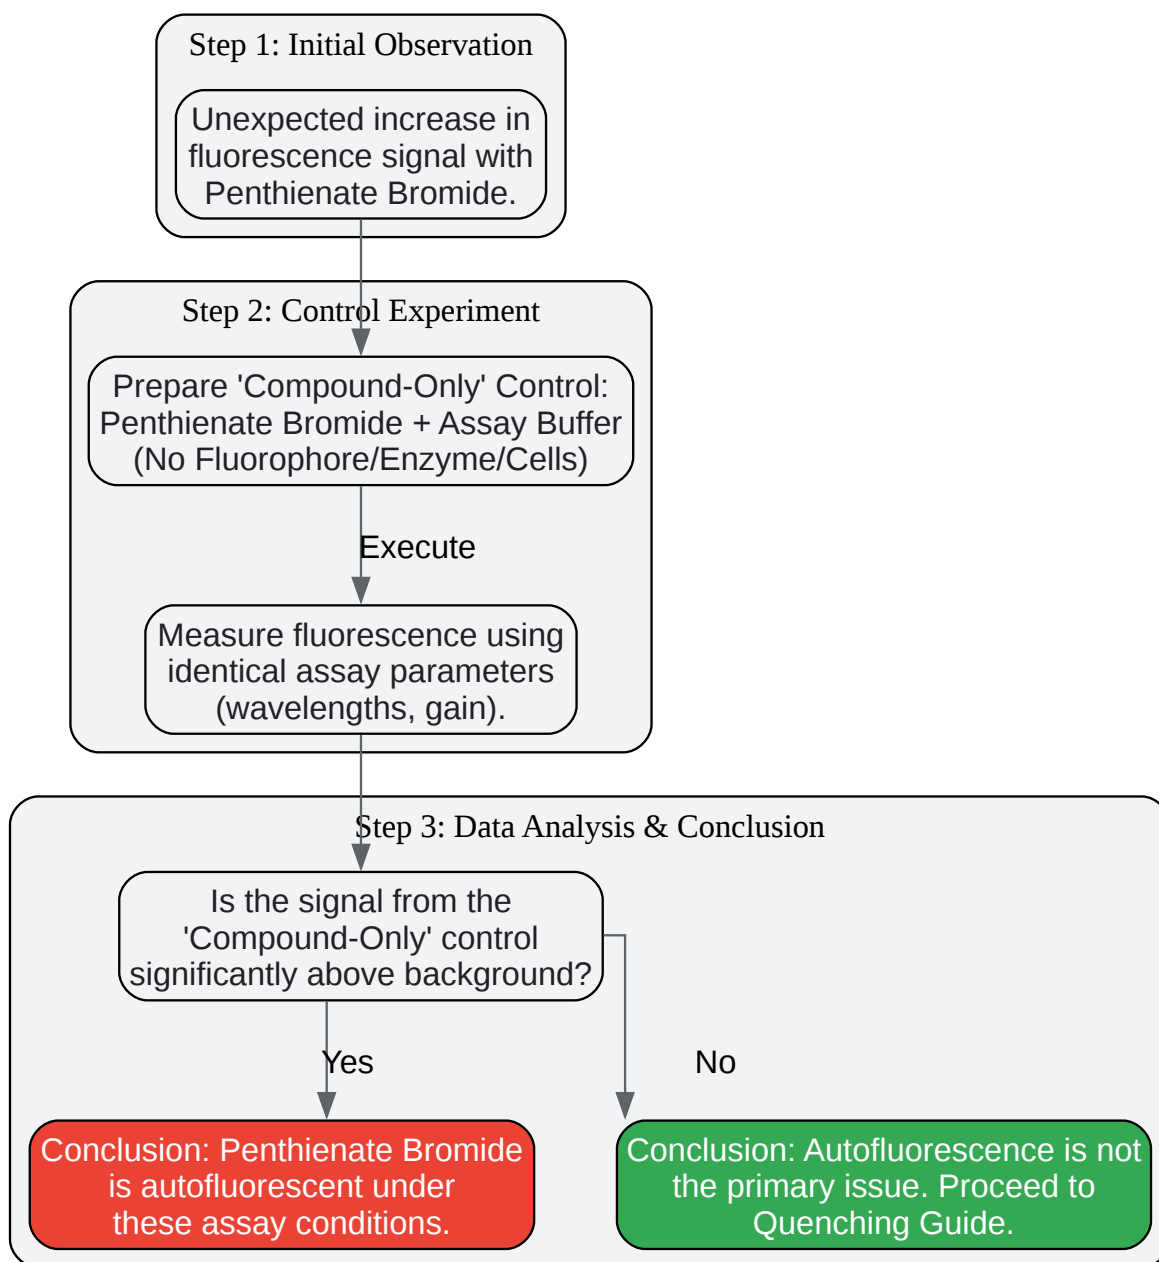 Step 1: Initial Observation
Unexpected increase in
fluorescence signal with
Penthienate Bromide.
Step 2: Control Experiment
Prepare 'Compound-Only' Control:
Penthienate Bromide + Assay Buffer
(No Fluorophore/Enzyme/Cells)
Execute
Measure fluorescence using
identical assay parameters
(wavelengths, gain).
Step 3: Data Analysis & Conclusion
Is the signal from the
'Compound-Only' control
significantly above background?
Yes
No
Conclusion: Penthienate Bromide
is autofluorescent under
these assay conditions.
Conclusion: Autofluorescence is not
the primary issue. Proceed to
Quenching Guide.